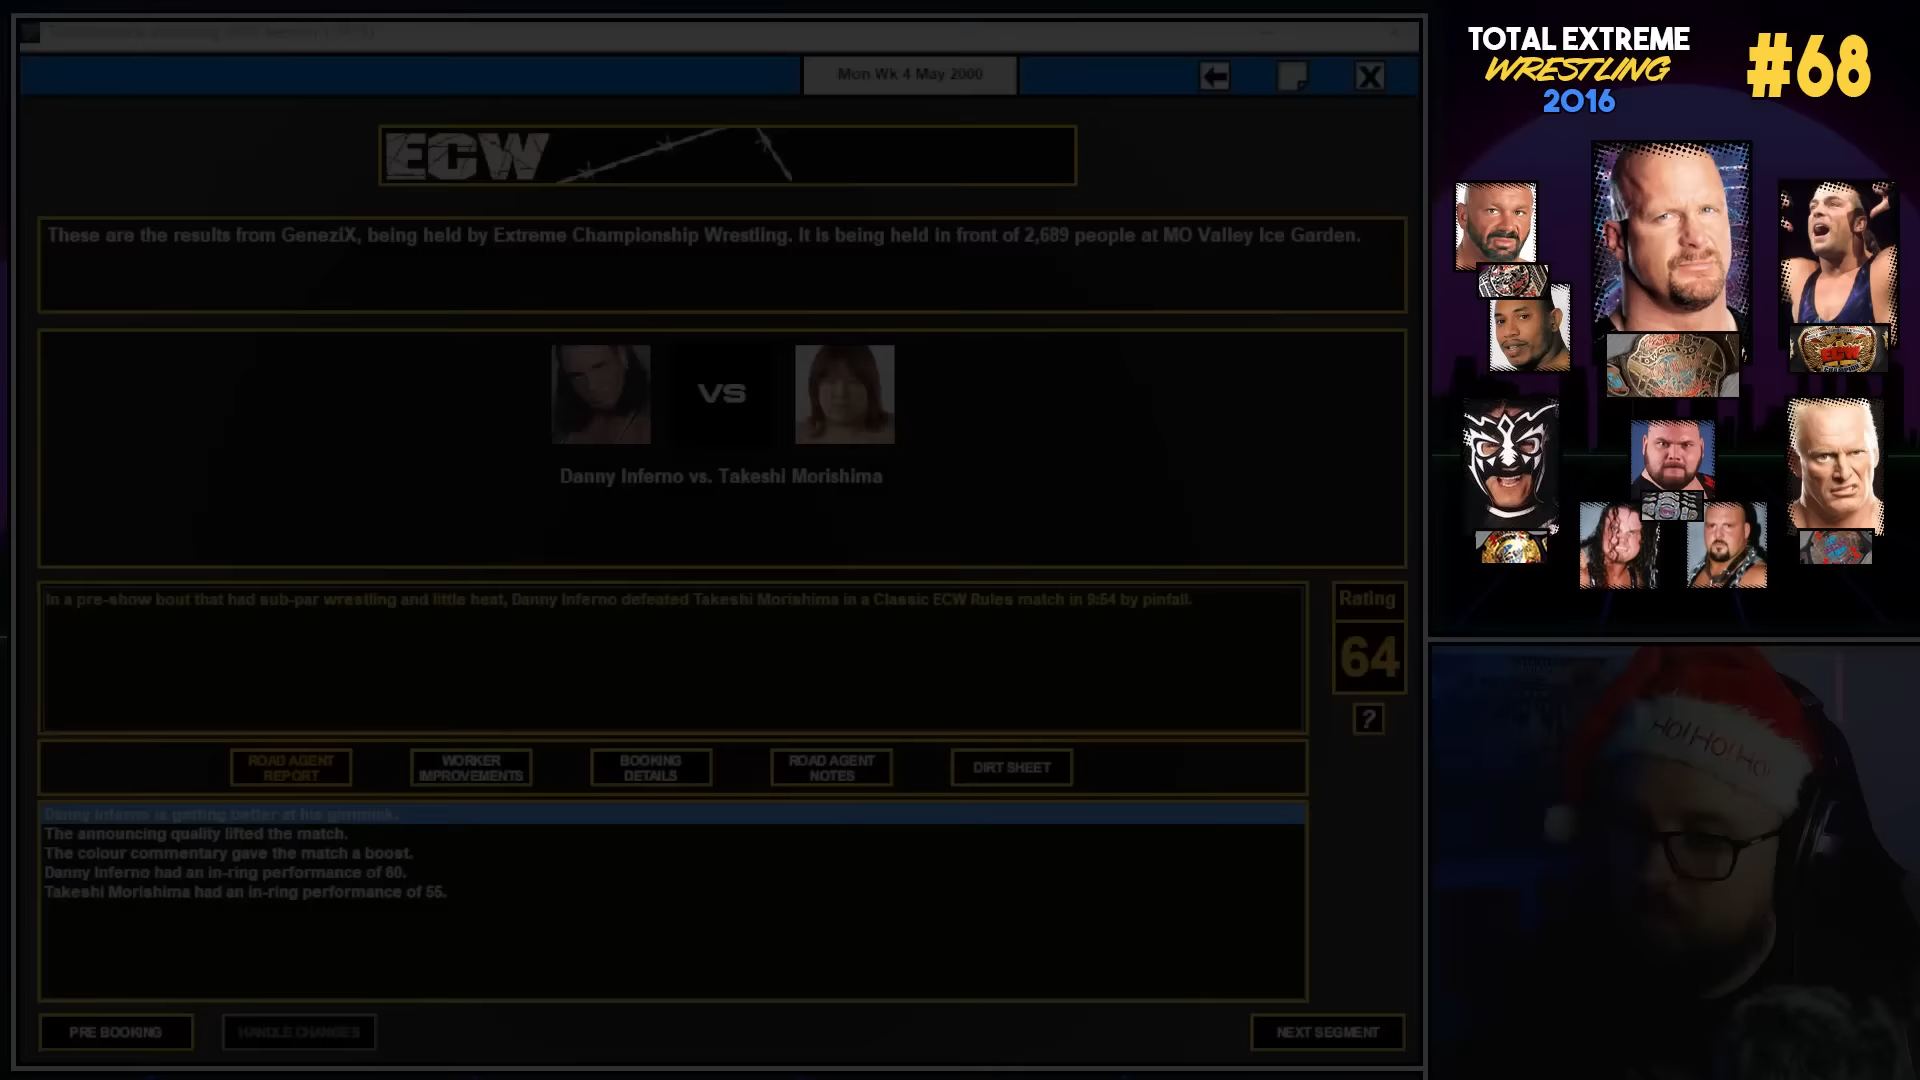 TOTAL EXTREME
WRESTLING
2016
#68
Mon Wk 4 May 2000
X
ECW
These are the results from GeneziX, being held by Extreme Championship Wrestling. It is being held in front of 2,689 people at MO Valley Ice Garden.
VS
Danny Inferno vs. Takeshi Morishima
In a pre-show bout that had sub-par wrestling and little heat, Danny Inferno defeated Takeshi Morishima in a Classic ECW Rules match in 9:54 by pinfall.
Rating
64
?
ROAD AGENT
REPORT
WORKER
IMPROVEMENTS
BOOKING
DETAILS
ROAD AGENT
NOTES
DIRT SHEET
Danny Inferno is getting better at his gimmick.
The announcing quality lifted the match.
The colour commentary gave the match a boost.
Danny Inferno had an in-ring performance of 60.
Takeshi Morishima had an in-ring performance of 55.
PRE BOOKING
HANDLE CHANGES
NEXT SEGMENT
HO! HO! HO!